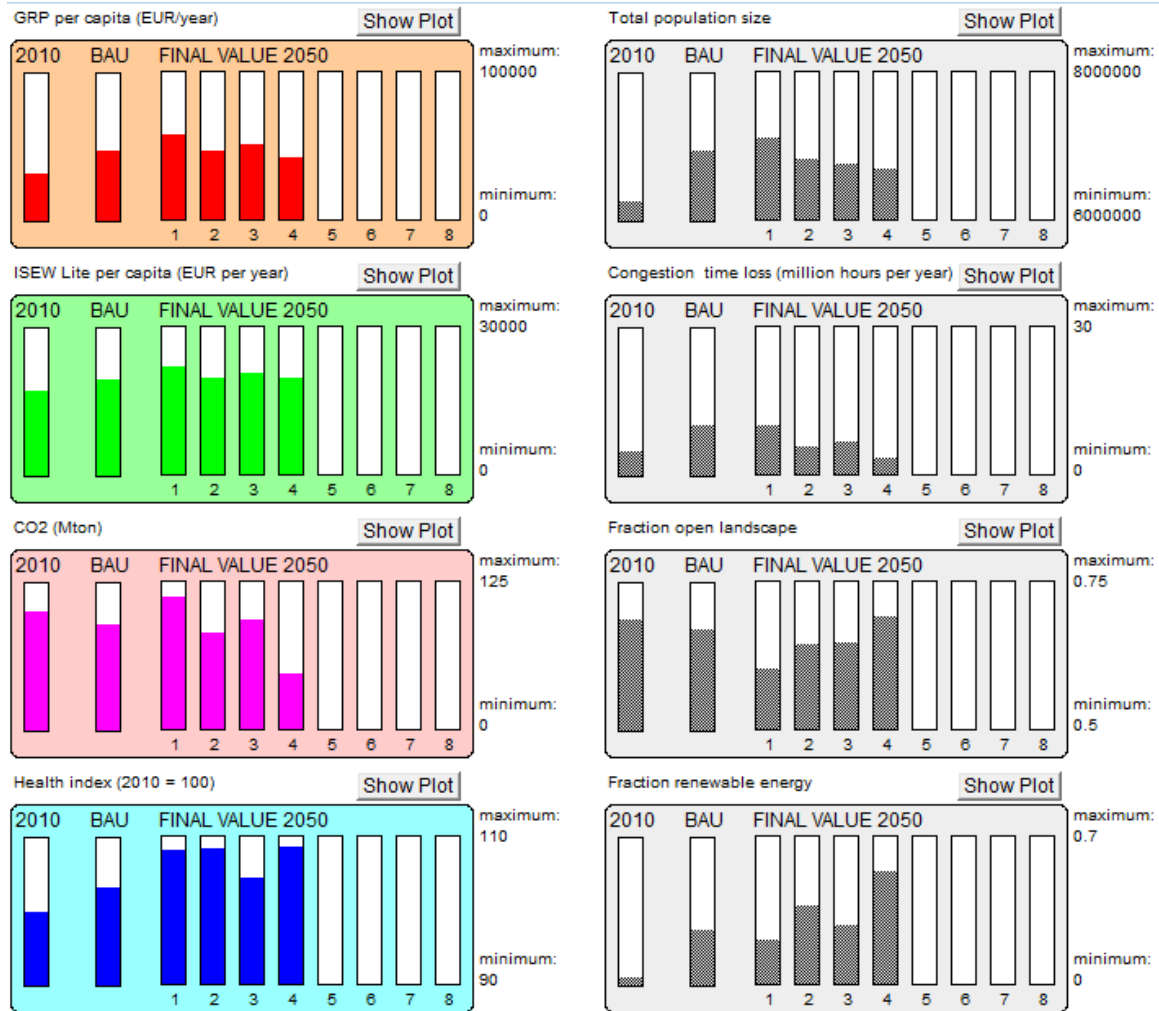 GRP per capita (EUR/year) Show Plot
2010 BAU FINAL VALUE 2050
maximum:
100000
minimum:
0
1 2 3 4 5 6 7 8
Total population size Show Plot
2010 BAU FINAL VALUE 2050
maximum:
8000000
minimum:
6000000
1 2 3 4 5 6 7 8
ISEW Lite per capita (EUR per year) Show Plot
2010 BAU FINAL VALUE 2050
maximum:
30000
minimum:
0
1 2 3 4 5 6 7 8
Congestion time loss (million hours per year) Show Plot
2010 BAU FINAL VALUE 2050
maximum:
30
minimum:
0
1 2 3 4 5 6 7 8
CO2 (Mton) Show Plot
2010 BAU FINAL VALUE 2050
maximum:
125
minimum:
0
1 2 3 4 5 6 7 8
Fraction open landscape Show Plot
2010 BAU FINAL VALUE 2050
maximum:
0.75
minimum:
0.5
1 2 3 4 5 6 7 8
Health index (2010 = 100) Show Plot
2010 BAU FINAL VALUE 2050
maximum:
110
minimum:
90
1 2 3 4 5 6 7 8
Fraction renewable energy Show Plot
2010 BAU FINAL VALUE 2050
maximum:
0.7
minimum:
0
1 2 3 4 5 6 7 8